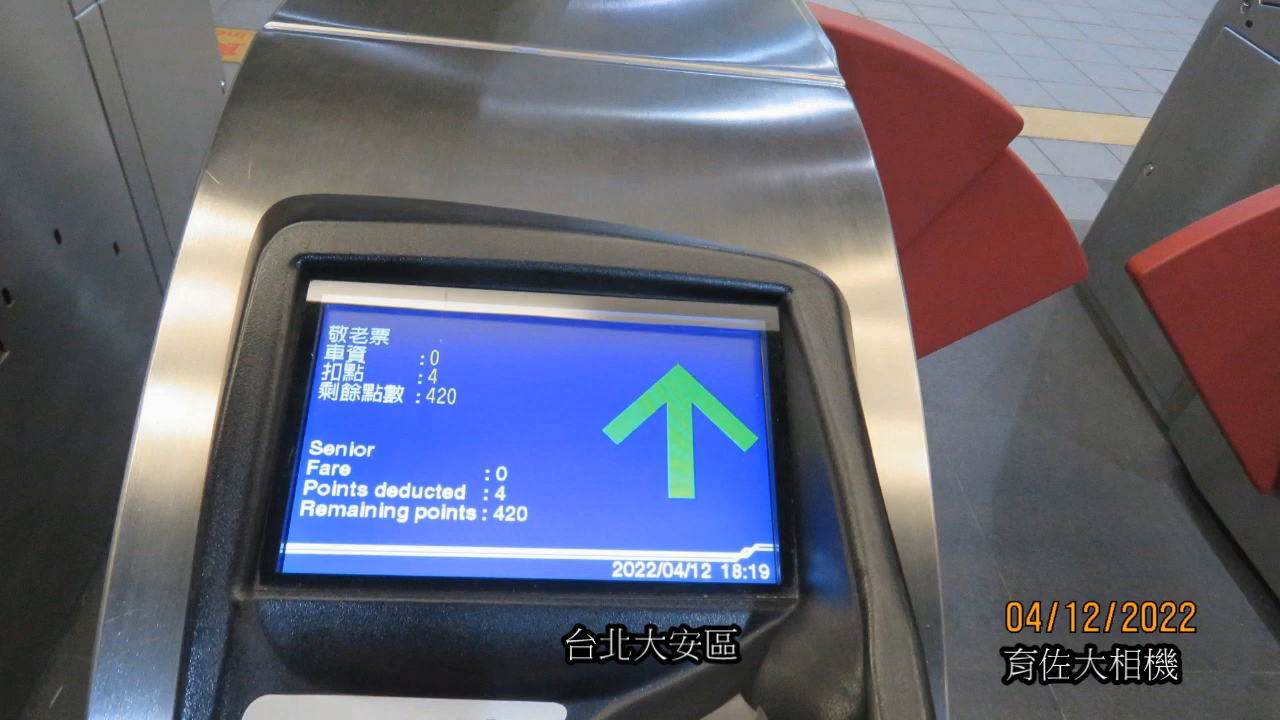 敬老票
車資 :0
扣點 :4
剩餘點數 :420
Senior
Fare :0
Points deducted :4
Remaining points : 420
2022/04/12 18:19
台北大安區
04/12/2022
育佐大相機